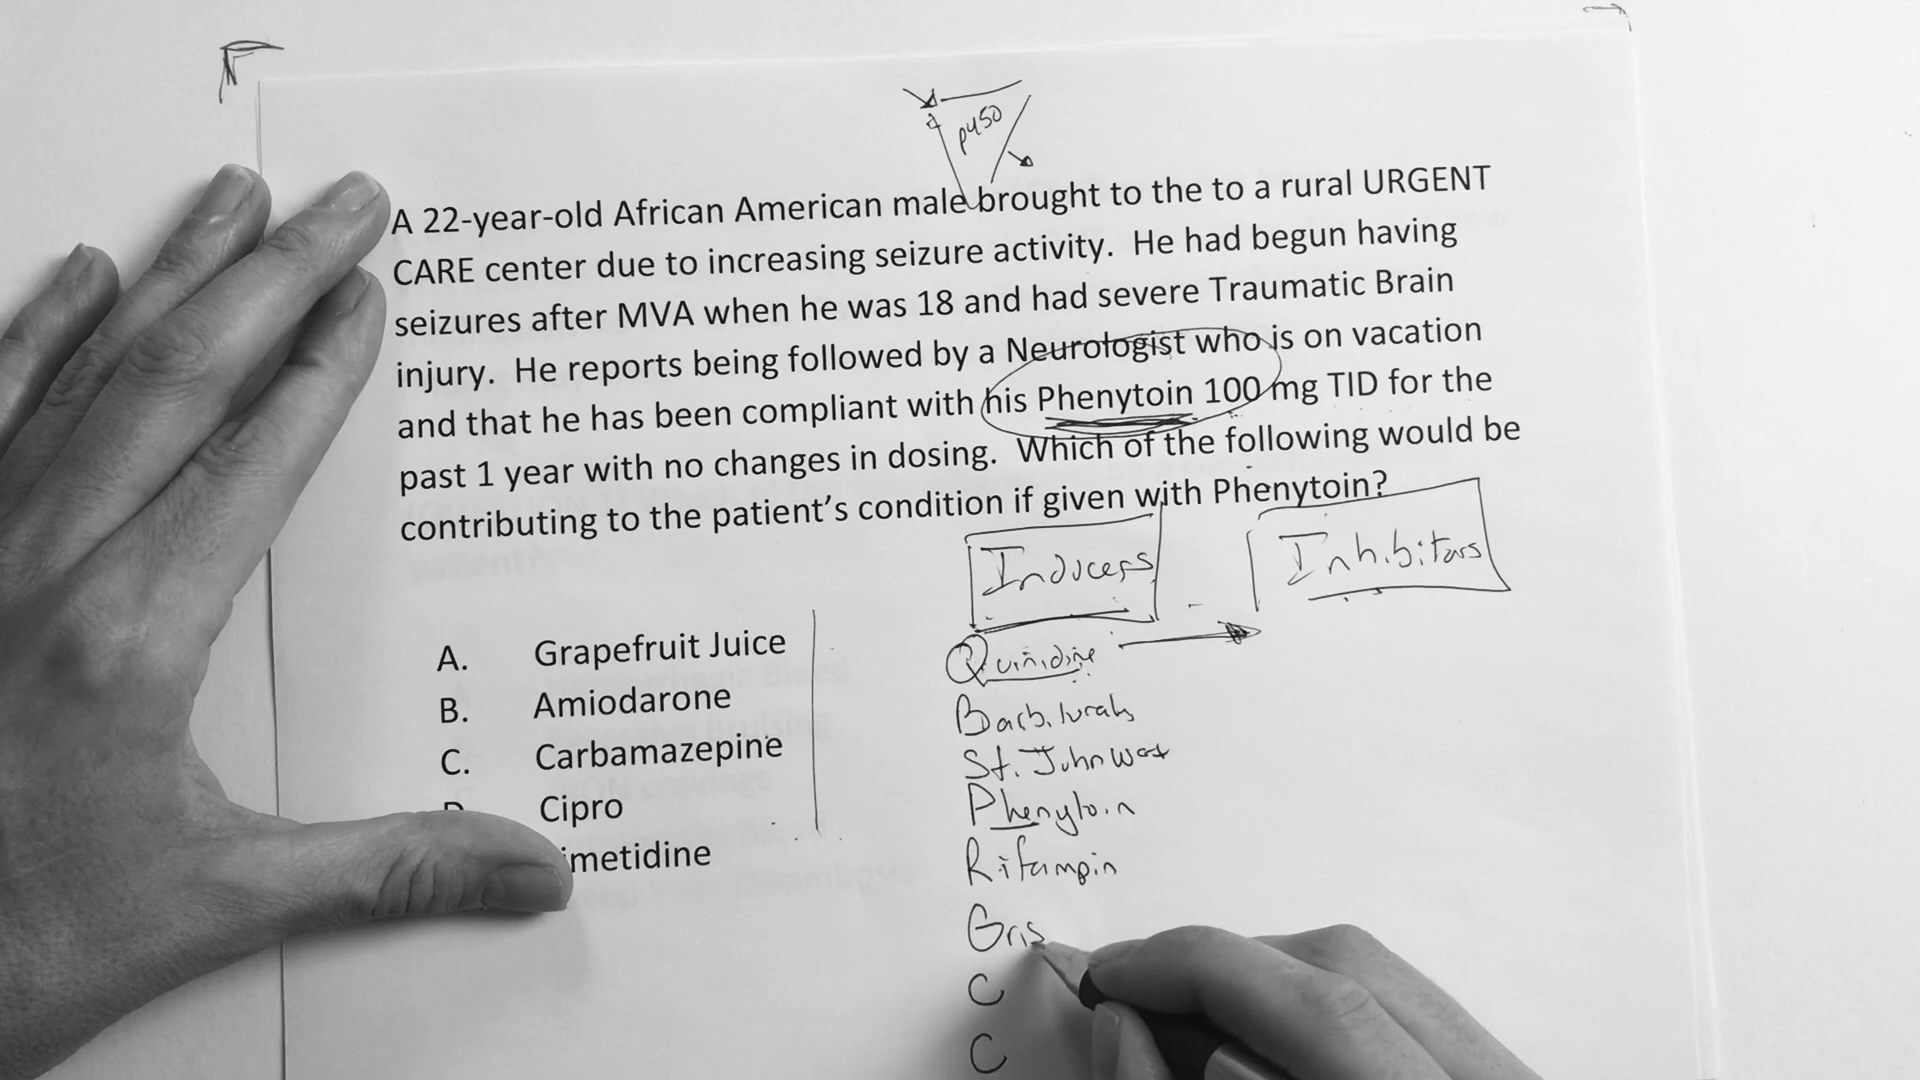 p450
A 22-year-old African American male brought to the to a rural URGENT
CARE center due to increasing seizure activity. He had begun having
seizures after MVA when he was 18 and had severe Traumatic Brain
injury. He reports being followed by a Neurologist who is on vacation
and that he has been compliant with his Phenytoin 100 mg TID for the
past 1 year with no changes in dosing. Which of the following would be
contributing to the patient's condition if given with Phenytoin?
Inducers Inhibitors
A. Grapefruit Juice
B. Amiodarone
C. Carbamazepine
Cipro
imetidine
Quinidine
Barbiturats
St. John Wort
Phenytoin
Rifampin
Gris
C
C